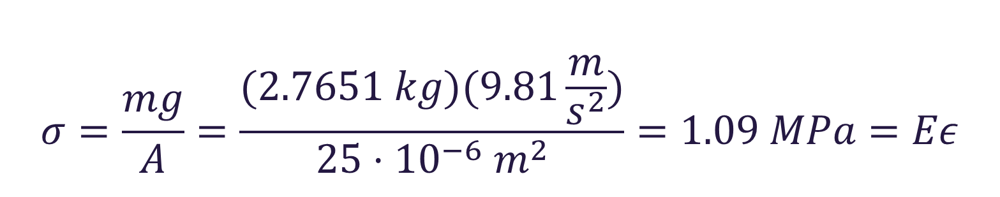 σ = mg/A = (2.7651 kg)(9.81 m/s²)/(25 · 10⁻⁶ m²) = 1.09 MPa = Eϵ